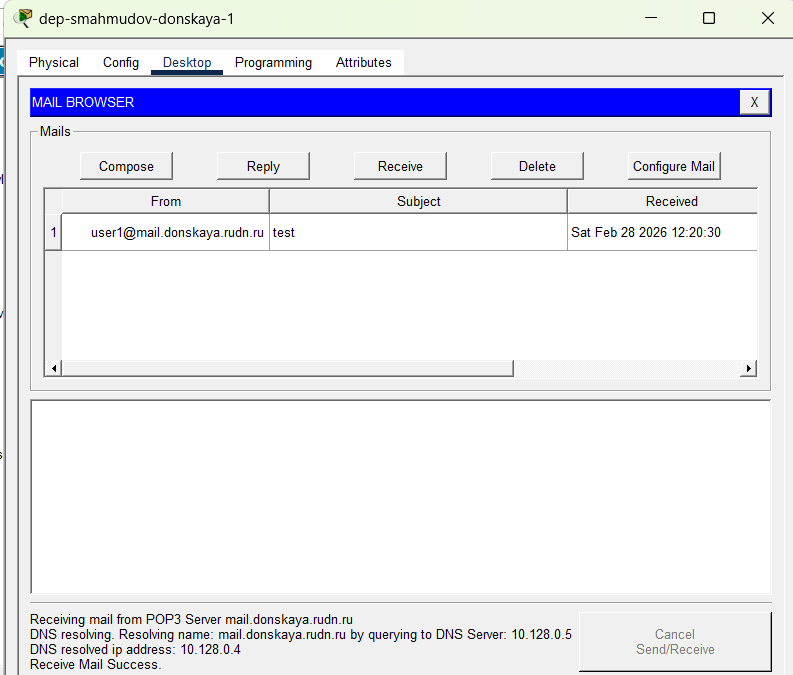 dep-smahmudov-donskaya-1
Physical Config Desktop Programming Attributes
MAIL BROWSER X
Mails
Compose Reply Receive Delete Configure Mail
From Subject Received
1 user1@mail.donskaya.rudn.ru test Sat Feb 28 2026 12:20:30
Receiving mail from POP3 Server mail.donskaya.rudn.ru
DNS resolving. Resolving name: mail.donskaya.rudn.ru by querying to DNS Server: 10.128.0.5
DNS resolved ip address: 10.128.0.4
Receive Mail Success.
Cancel
Send/Receive